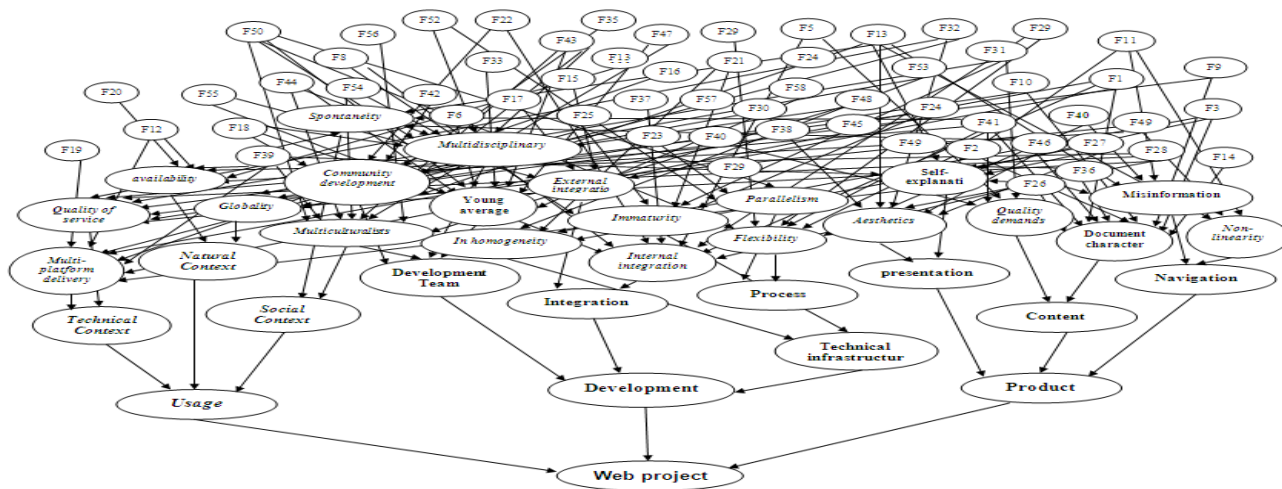 F52
F22
F35
F50
F56
F43
F47
F29
F5
F13
F32
F29
F11
F8
F33
F13
F21
F24
F31
F53
F9
F44
F54
F15
F16
F58
F10
F1
F20
F55
F42
F17
F37
F57
F30
F48
F24
F3
Spontaneity
F6
F25
F45
F41
F40
F49
F12
F18
F23
F40
F38
F49
F2
F46
F27
F28
F19
F39
Multidisciplinary
F29
F36
F14
availability
Community
development
External
integratio
Self-
explanati
F26
Misinformation
Quality of
service
Globality
Young
average
Immaturity
Parallelism
Aesthetics
Quality
demands
Document
character
Non-
linearity
Multiculturalists
In homogeneity
Flexibility
Multi-
platform
delivery
Natural
Context
Development
Team
Internal
integration
presentation
Navigation
Technical
Context
Social
Context
Integration
Process
Content
Technical
infrastructur
Usage
Development
Product
Web project